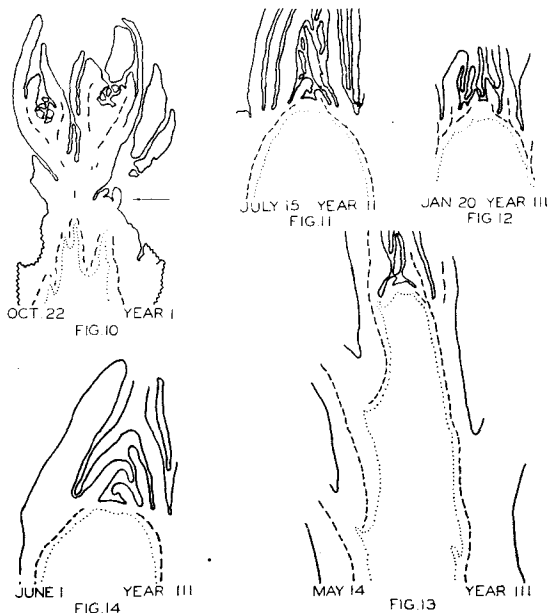 OCT. 22 YEAR I
FIG.10
JULY 15 YEAR II
FIG.11
JAN 20 YEAR III
FIG.12
JUNE 1 YEAR III
FIG.14
MAY 14 YEAR III
FIG.13